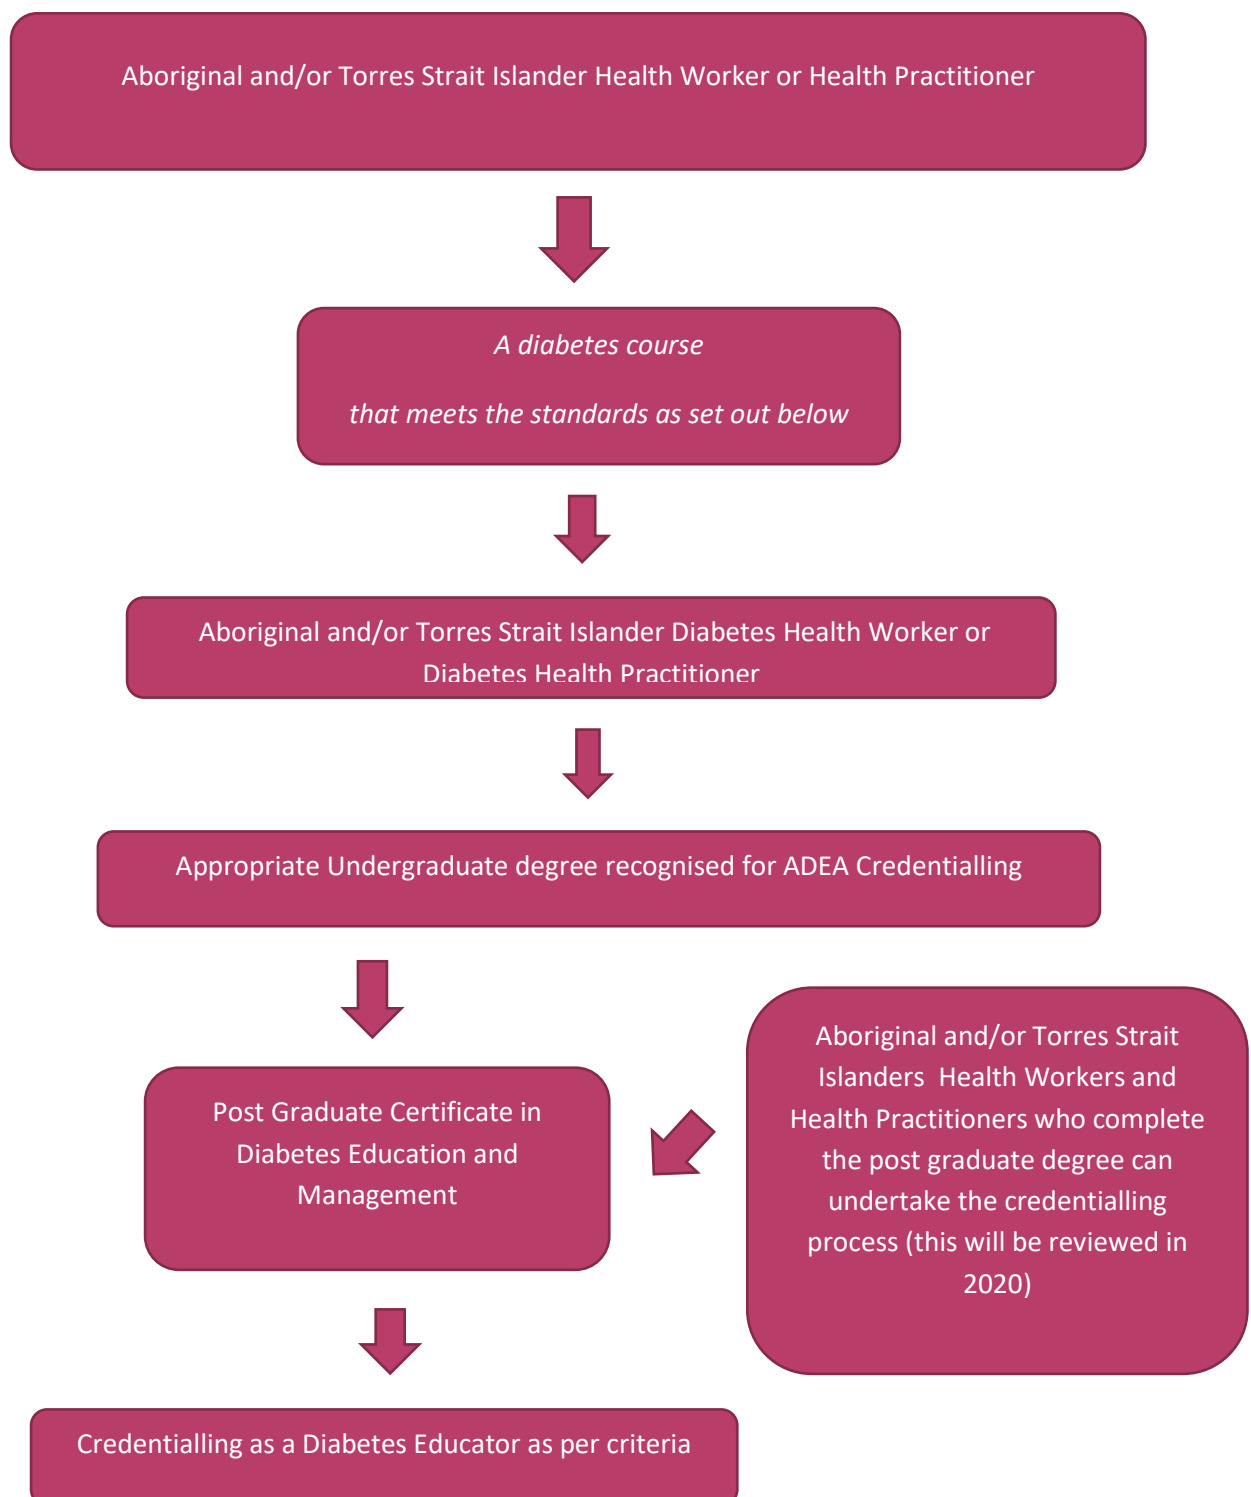 Aboriginal and/or Torres Strait Islander Health Worker or Health Practitioner
A diabetes course
that meets the standards as set out below
Aboriginal and/or Torres Strait Islander Diabetes Health Worker or
Diabetes Health Practitioner
Appropriate Undergraduate degree recognised for ADEA Credentialling
Post Graduate Certificate in
Diabetes Education and
Management
Aboriginal and/or Torres Strait
Islanders  Health Workers and
Health Practitioners who complete
the post graduate degree can
undertake the credentialling
process (this will be reviewed in
2020)
Credentialling as a Diabetes Educator as per criteria